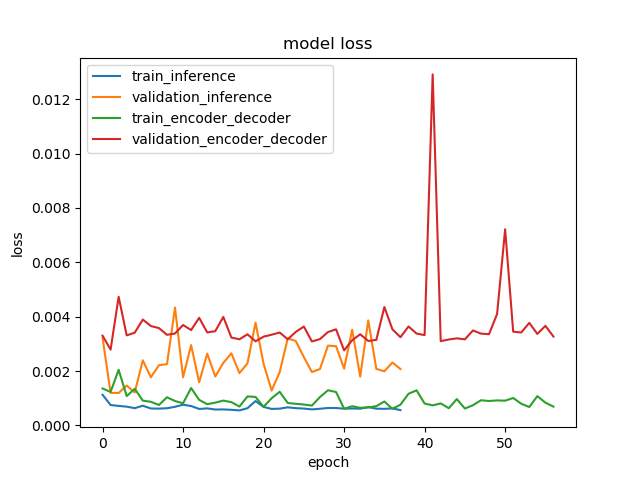 model loss
train_inference
validation_inference
train_encoder_decoder
validation_encoder_decoder
0.012
0.010
0.008
0.006
0.004
0.002
0.000
loss
0 10 20 30 40 50
epoch